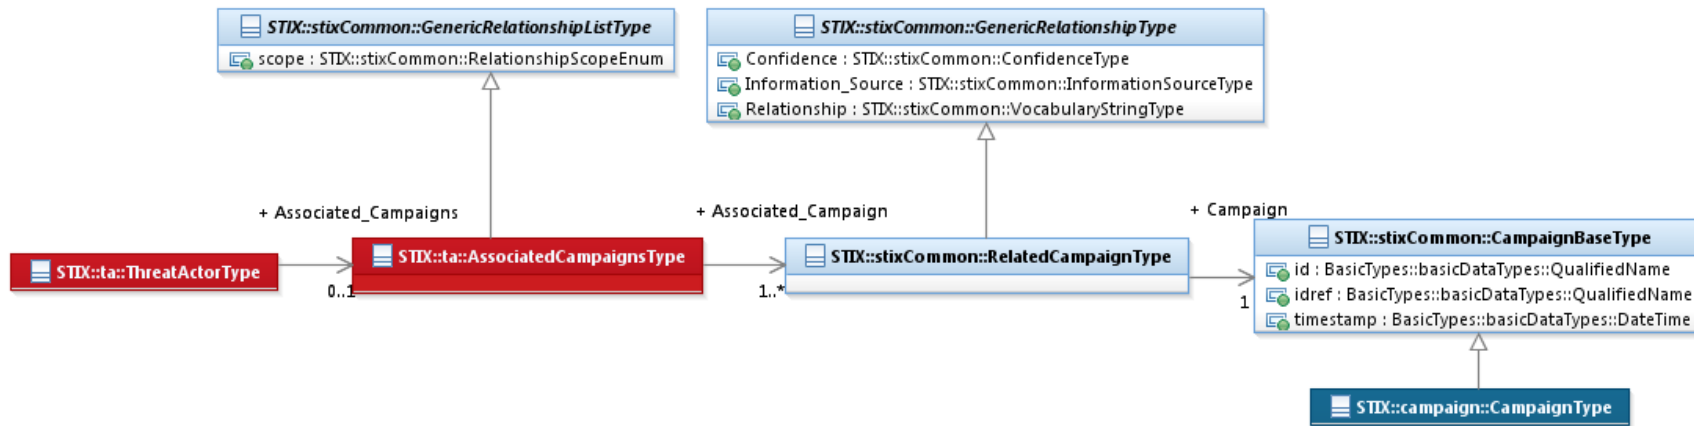 STIX::stixCommon::GenericRelationshipListType
scope : STIX::stixCommon::RelationshipScopeEnum
STIX::stixCommon::GenericRelationshipType
Confidence : STIX::stixCommon::ConfidenceType
Information_Source : STIX::stixCommon::InformationSourceType
Relationship : STIX::stixCommon::VocabularyStringType
+ Associated_Campaigns
+ Associated_Campaign
+ Campaign
STIX::ta::ThreatActorType
0..1
STIX::ta::AssociatedCampaignsType
1..*
STIX::stixCommon::RelatedCampaignType
1
STIX::stixCommon::CampaignBaseType
id : BasicTypes::basicDataTypes::QualifiedName
idref : BasicTypes::basicDataTypes::QualifiedName
timestamp : BasicTypes::basicDataTypes::DateTime
STIX::campaign::CampaignType